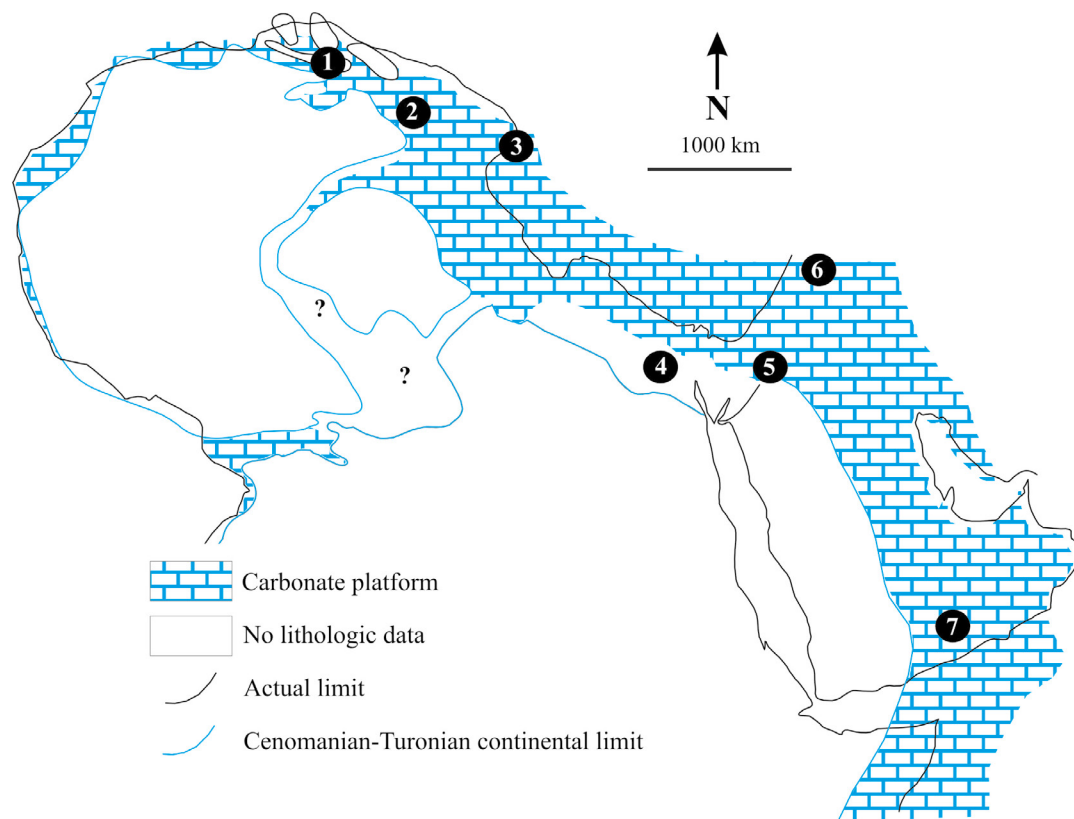 1
2
3
N
1000 km
6
?
4
5
?
Carbonate platform
No lithologic data
7
Actual limit
Cenomanian-Turonian continental limit